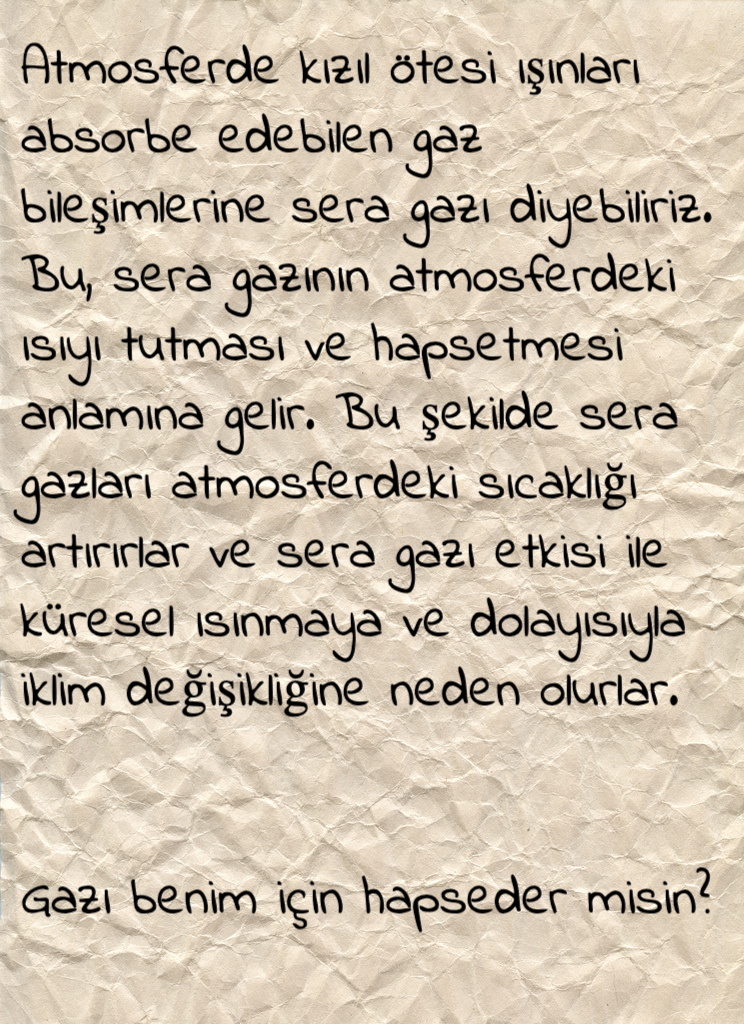 Atmosferde kızıl ötesi ışınları
absorbe edebilen gaz
bileşimlerine sera gazı diyebiliriz.
Bu, sera gazının atmosferdeki
ısıyı tutması ve hapsetmesi
anlamına gelir. Bu şekilde sera
gazları atmosferdeki sıcaklığı
artırırlar ve sera gazı etkisi ile
küresel ısınmaya ve dolayısıyla
iklim değişikliğine neden olurlar.
Gazı benim için hapseder misin?